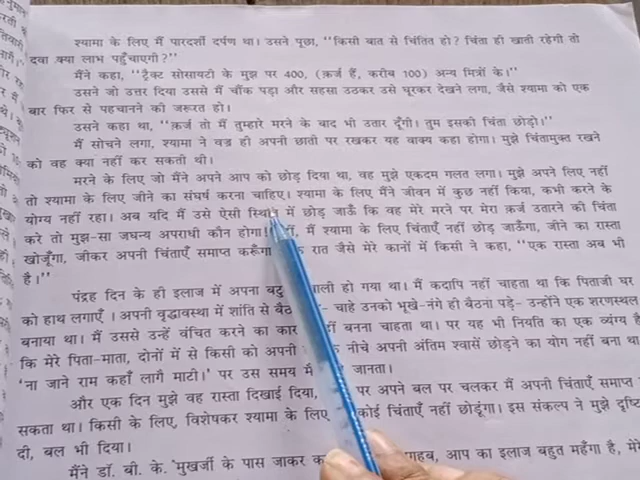 श्यामा के लिए मैं पारदर्शी दर्पण था। उसने पूछा, ''किसी बात से चिंतित हो? चिंता ही खाती रहेगी तो
दवा क्या लाभ पहुँचाएगी?''
मैंने कहा, ''ट्रैक्ट सोसायटी के मुझ पर 400, (क़र्ज़ हैं, क़रीब 100) अन्य मित्रों के।''
उसने जो उत्तर दिया उससे मैं चौंक पड़ा और सहसा उठकर उसे घूरकर देखने लगा, जैसे श्यामा को एक
बार फिर से पहचानने की जरूरत हो।
उसने कहा था, ''क़र्ज तो मैं तुम्हारे मरने के बाद भी उतार दूँगी। तुम इसकी चिंता छोड़ो।''
मैं सोचने लगा, श्यामा ने वज्र ही अपनी छाती पर रखकर यह वाक्य कहा होगा। मुझे चिंतामुक्त रखने
को वह क्या नहीं कर सकती थी।
मरने के लिए जो मैंने अपने आप को छोड़ दिया था, वह मुझे एकदम गलत लगा। मुझे अपने लिए नहीं
तो श्यामा के लिए जीने का संघर्ष करना चाहिए। श्यामा के लिए मैंने जीवन में कुछ नहीं किया, कभी करने के
योग्य नहीं रहा। अब यदि मैं उसे ऐसी स्थिति में छोड़ जाऊँ कि वह मेरे मरने पर मेरा क़र्ज उतारने की चिंता
करे तो मुझ-सा जघन्य अपराधी कौन होगा। मैं श्यामा के लिए चिंताएँ नहीं छोड़ जाऊँगा, जीने का रास्ता
खोजूँगा, जीकर अपनी चिंताएँ समाप्त करूँगा रात जैसे मेरे कानों में किसी ने कहा, ''एक रास्ता अब भी
है।''
पंद्रह दिन के ही इलाज में अपना हो गया था। मैं कदापि नहीं चाहता था कि पिताजी घर
को हाथ लगाएँ। अपनी वृद्धावस्था में शांति से चाहे उनको भूखे-नंगे ही बैठना पड़े- उन्होंने एक शरणस्थल
बनाया था। मैं उससे उन्हें वंचित करने का बनना चाहता था। पर यह भी नियति का एक व्यंग्य है
कि मेरे पिता-माता, दोनों में से किसी को अपनी नीचे अपनी अंतिम श्वासें छोड़ने का योग नहीं बना था
'ना जाने राम कहाँ लागै माटी।' पर उस समय मैं जानता।
और एक दिन मुझे वह रास्ता दिखाई दिया, पर अपने बल पर चलकर मैं अपनी चिंताएँ समाप्त
सकता था। किसी के लिए, विशेषकर श्यामा के लिए कोई चिंताएँ नहीं छोडूंगा। इस संकल्प ने मुझे दृष्टि
दी, बल भी दिया।
मैंने डॉ. बी. के. मुखर्जी के पास जाकर आप का इलाज बहुत महँगा है,